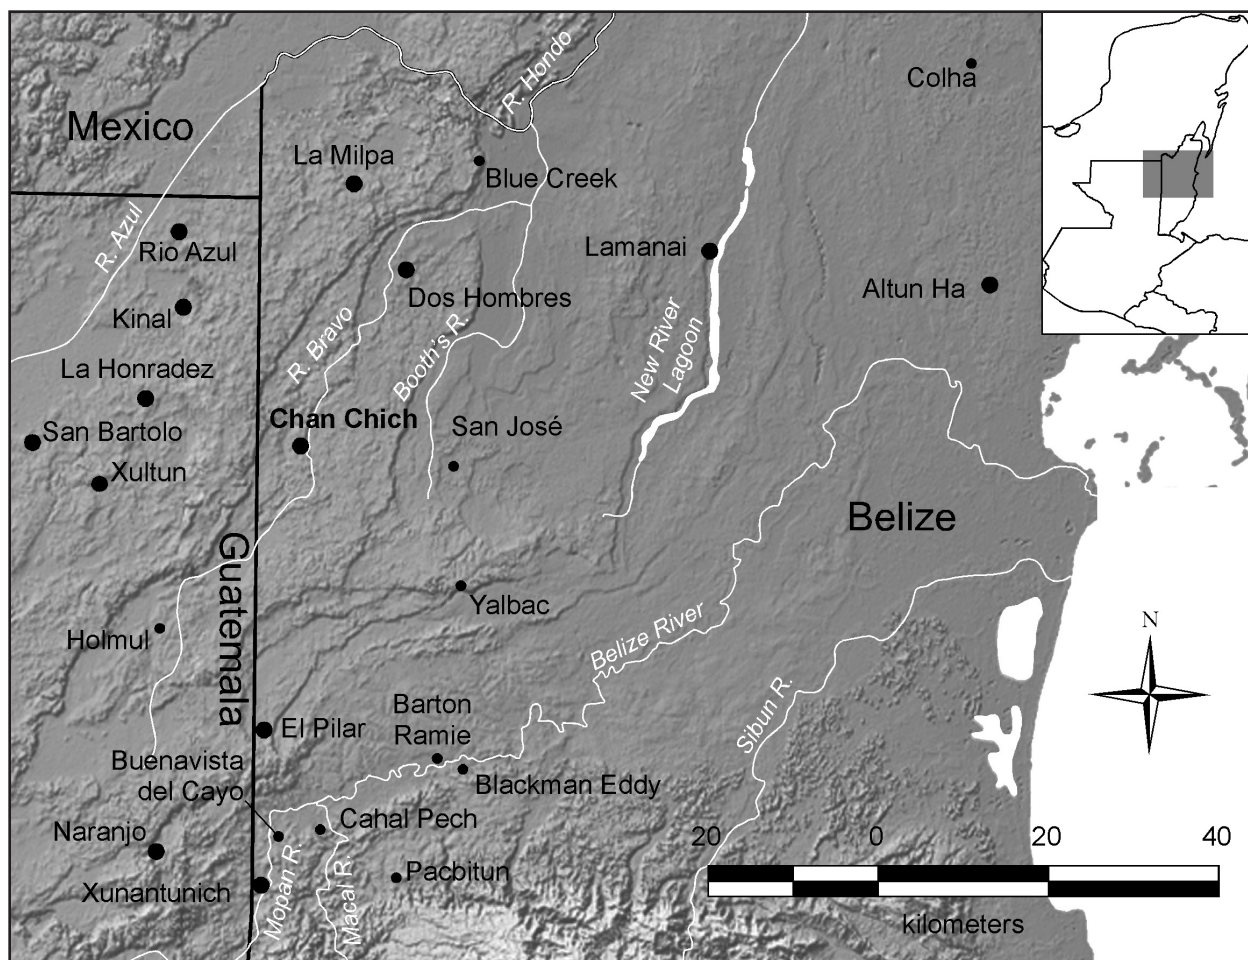 R. Hondo
Colha
Mexico
La Milpa
Blue Creek
R. Azul
Rio Azul
Lamanai
Dos Hombres
Altun Ha
Kinal
R. Bravo
Booth's R.
New River
Lagoon
La Honradez
Chan Chich
San José
San Bartolo
Xultun
Belize
Guatemala
Yalbac
Holmul
Belize River
N
Sibun R.
El Pilar
Barton
Ramie
Buenavista
del Cayo
Blackman Eddy
Naranjo
Cahal Pech
Xunantunich
Mopan R.
Macal R.
Pacbitun
20 0 20 40
kilometers